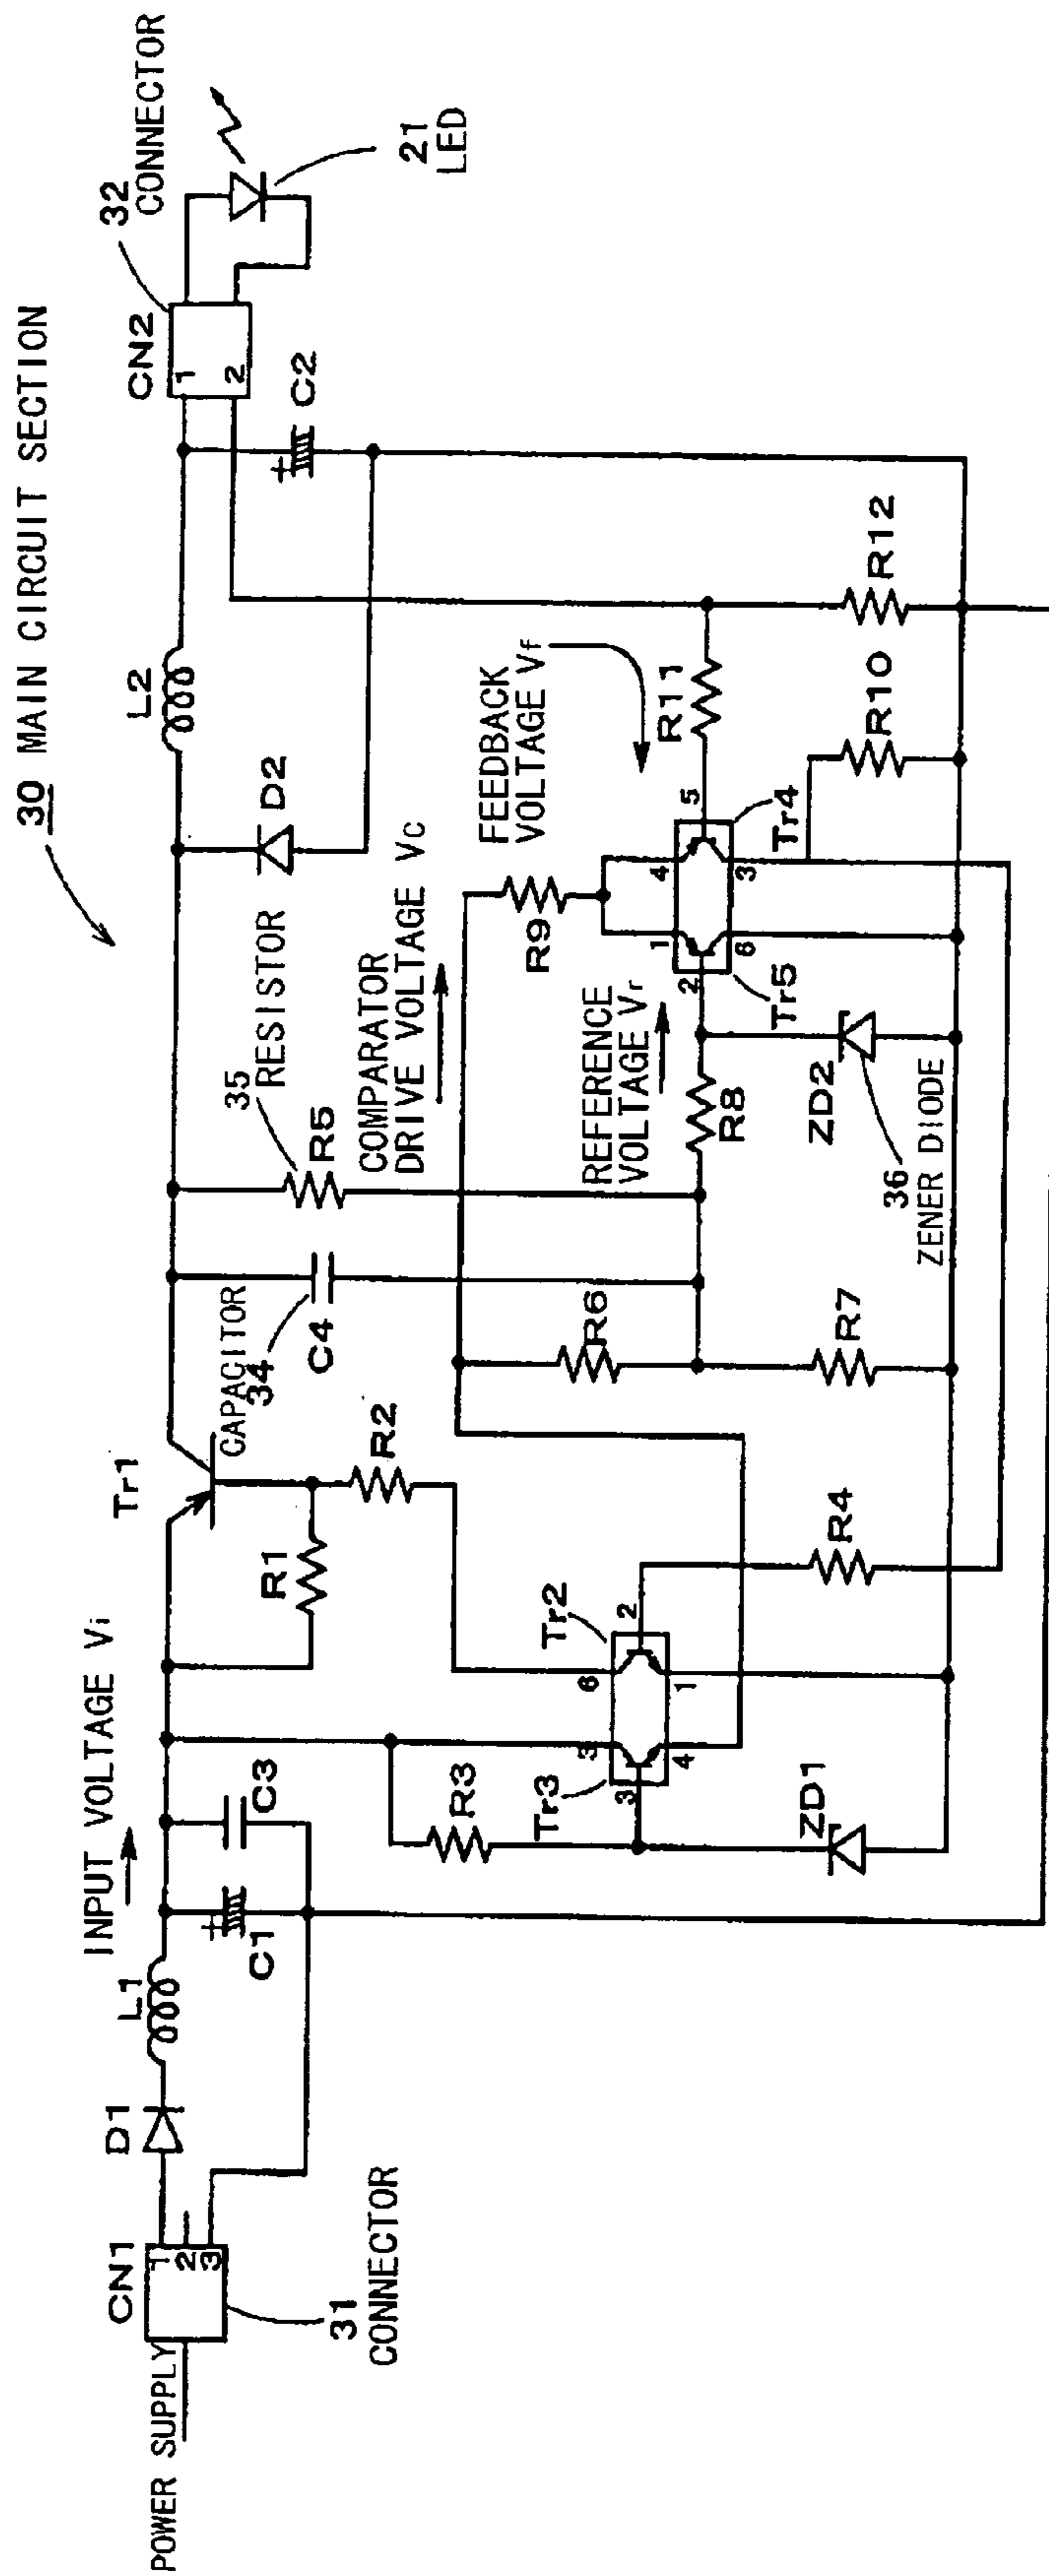 30 MAIN CIRCUIT SECTION
POWER SUPPLY
CN1
1
2
3
31
CONNECTOR
D1
L1
INPUT VOLTAGE Vi
C1
+
C3
R3
Tr3
3
3
4
ZD1
Tr2
6
2
1
R1
Tr1
R2
R4
CAPACITOR
34
C4
35
RESISTOR
R5
R6
R7
COMPARATOR
DRIVE VOLTAGE Vc
REFERENCE
VOLTAGE Vr
R8
ZD2
36
ZENER DIODE
D2
L2
R9
FEEDBACK
VOLTAGE Vf
1
4
2
5
6
3
Tr5
Tr4
R11
R10
R12
C2
+
CN2
1
2
32
CONNECTOR
21
LED